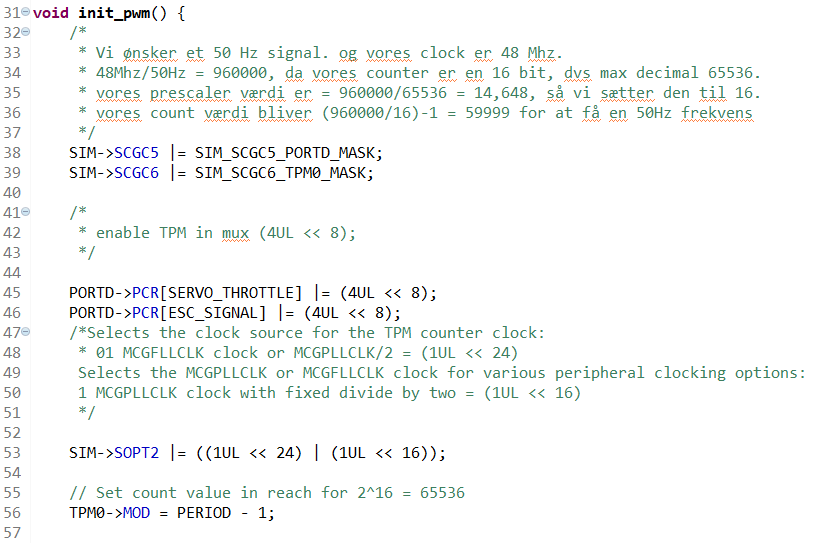 31 void init_pwm() {
32 /*
33 * Vi ønsker et 50 Hz signal. og vores clock er 48 Mhz.
34 * 48Mhz/50Hz = 960000, da vores counter er en 16 bit, dvs max decimal 65536.
35 * vores prescaler værdi er = 960000/65536 = 14,648, så vi sætter den til 16.
36 * vores count værdi bliver (960000/16)-1 = 59999 for at få en 50Hz frekvens
37 */
38 SIM->SCGC5 |= SIM_SCGC5_PORTD_MASK;
39 SIM->SCGC6 |= SIM_SCGC6_TPM0_MASK;
40
41 /*
42 * enable TPM in mux (4UL << 8);
43 */
44
45 PORTD->PCR[SERVO_THROTTLE] |= (4UL << 8);
46 PORTD->PCR[ESC_SIGNAL] |= (4UL << 8);
47 /*Selects the clock source for the TPM counter clock:
48 * 01 MCGFLLCLK clock or MCGPLLCLK/2 = (1UL << 24)
49 Selects the MCGPLLCLK or MCGFLLCLK clock for various peripheral clocking options:
50 1 MCGPLLCLK clock with fixed divide by two = (1UL << 16)
51 */
52
53 SIM->SOPT2 |= ((1UL << 24) | (1UL << 16));
54
55 // Set count value in reach for 2^16 = 65536
56 TPM0->MOD = PERIOD - 1;
57